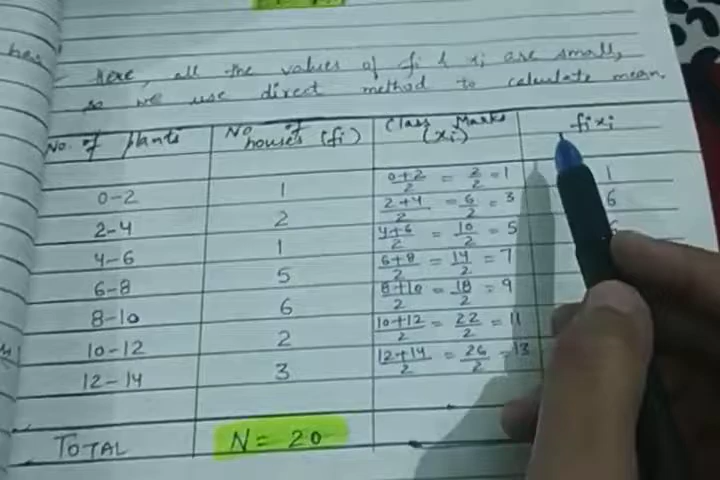 Here, all the values of fi & xi are small,
so we use direct method to calculate mean.
No. of plants No. of houses (fi) Class Marks (xi) fixi
0-2 1 0+2/2 = 2/2 = 1 1
2-4 2 2+4/2 = 6/2 = 3 6
4-6 1 4+6/2 = 10/2 = 5
6-8 5 6+8/2 = 14/2 = 7
8-10 6 8+10/2 = 18/2 = 9
10-12 2 10+12/2 = 22/2 = 11
12-14 3 12+14/2 = 26/2 = 13
TOTAL N = 20